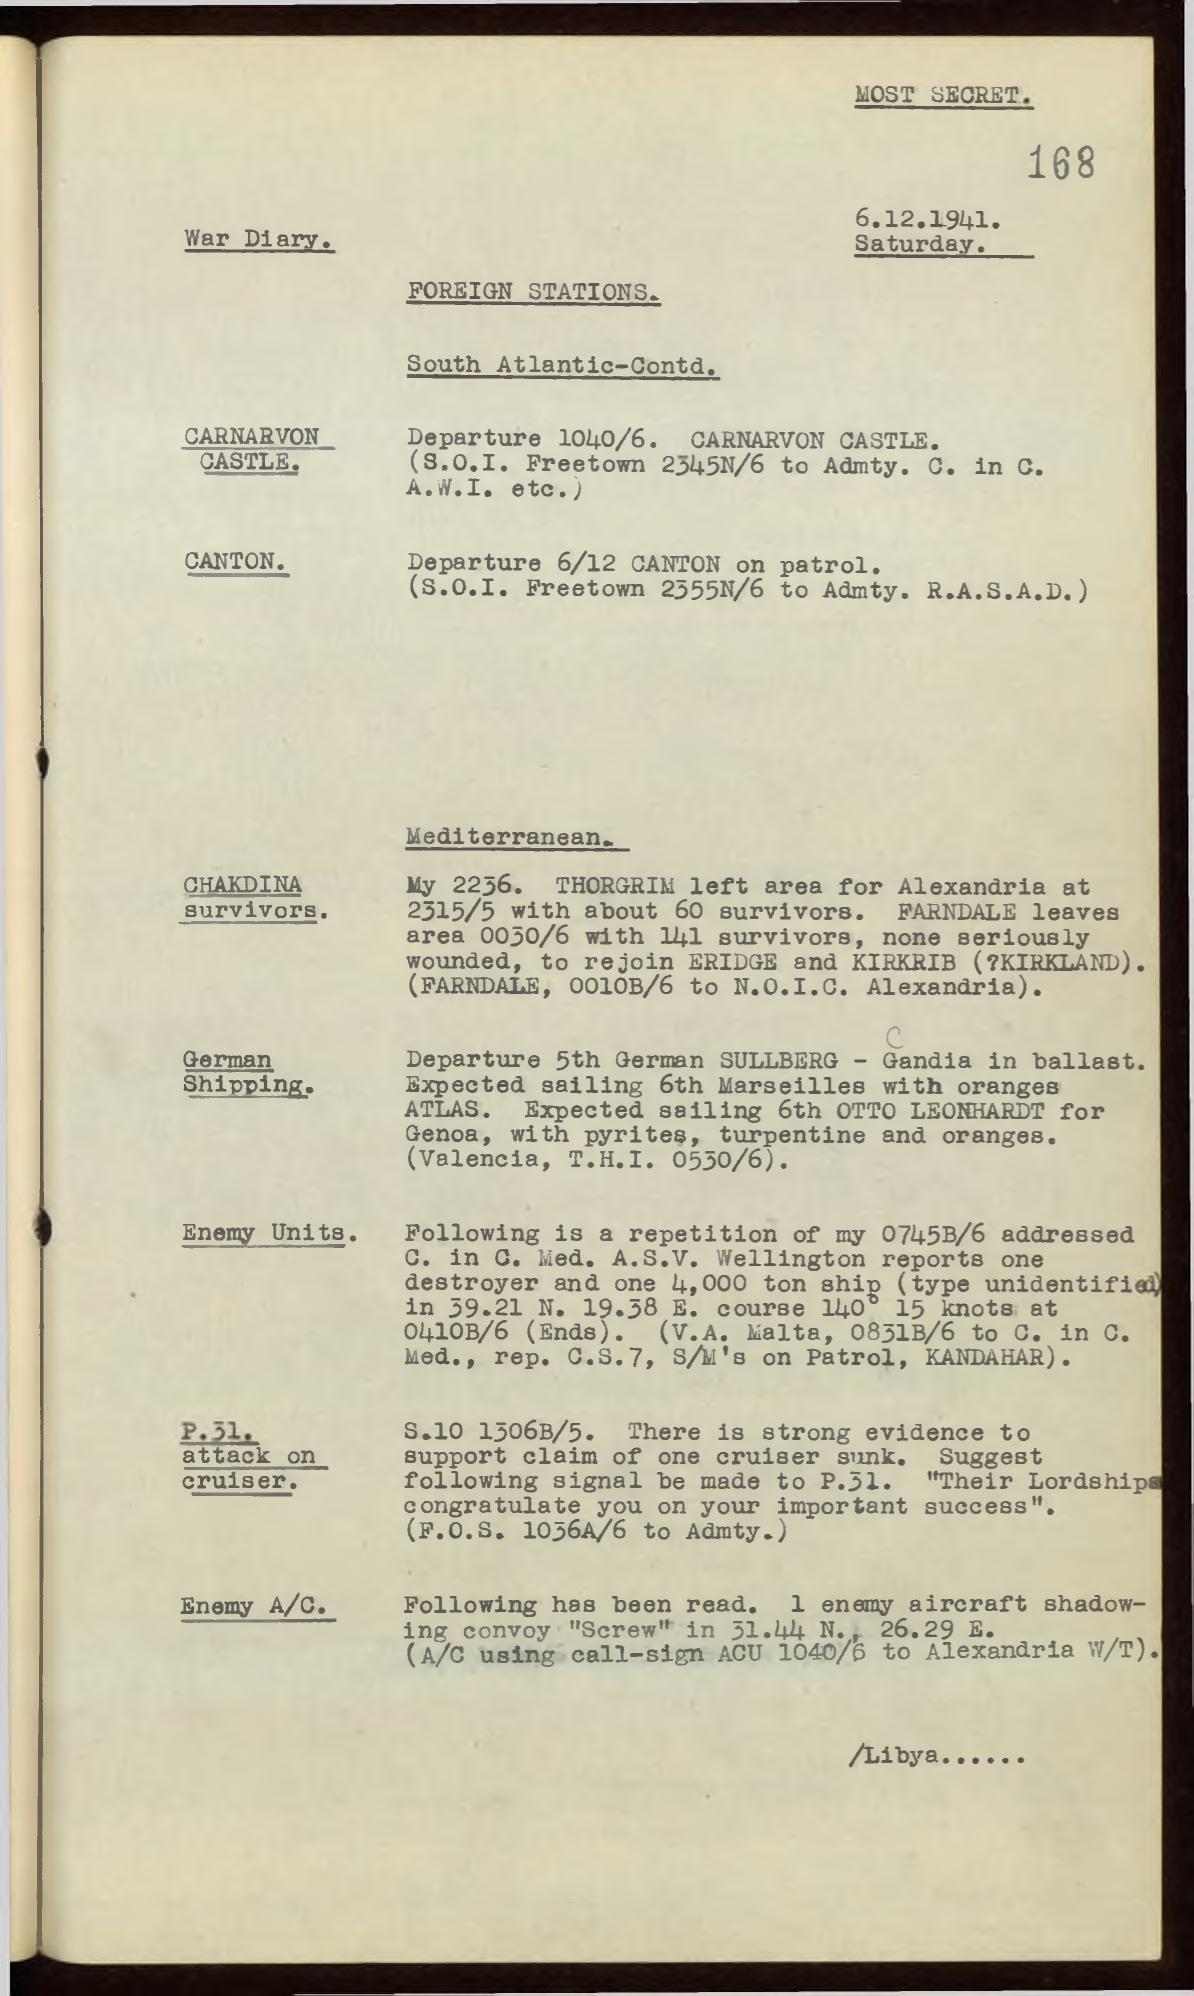 MOST SECRET.
168
6.12.1941.
War Diary.
Saturday.
FOREIGN STATIONS.
South Atlantic-Contd.
CARNARVON
CASTLE.
Departure 1040/6. CARNARVON CASTLE.
(S.O.I. Freetown 2345N/6 to Admty. C. in C.
A.W.I. etc.)
CANTON.
Departure 6/12 CANTON on patrol.
(S.O.I. Freetown 2355N/6 to Admty. R.A.S.A.D.)
Mediterranean.
CHAKDINA
survivors.
My 2236. THORGRIM left area for Alexandria at
2315/5 with about 60 survivors. FARNDALE leaves
area 0030/6 with 141 survivors, none seriously
wounded, to rejoin ERIDGE and KIRKRIB (?KIRKLAND).
(FARNDALE, 0010B/6 to N.O.I.C. Alexandria).
German
Shipping.
C
Departure 5th German SULLBERG - Gandia in ballast.
Expected sailing 6th Marseilles with oranges
ATLAS. Expected sailing 6th OTTO LEONHARDT for
Genoa, with pyrites, turpentine and oranges.
(Valencia, T.H.I. 0530/6).
Enemy Units.
Following is a repetition of my 0745B/6 addressed
C. in C. Med. A.S.V. Wellington reports one
destroyer and one 4,000 ton ship (type unidentified)
in 39.21 N. 19.38 E. course 140° 15 knots at
0410B/6 (Ends). (V.A. Malta, 0831B/6 to C. in C.
Med., rep. C.S.7, S/M's on Patrol, KANDAHAR).
P.31.
attack on
cruiser.
S.10 1306B/5. There is strong evidence to
support claim of one cruiser sunk. Suggest
following signal be made to P.31. "Their Lordships
congratulate you on your important success".
(F.O.S. 1036A/6 to Admty.)
Enemy A/C.
Following has been read. 1 enemy aircraft shadow-
ing convoy "Screw" in 31.44 N., 26.29 E.
(A/C using call-sign ACU 1040/6 to Alexandria W/T).
/Libya......